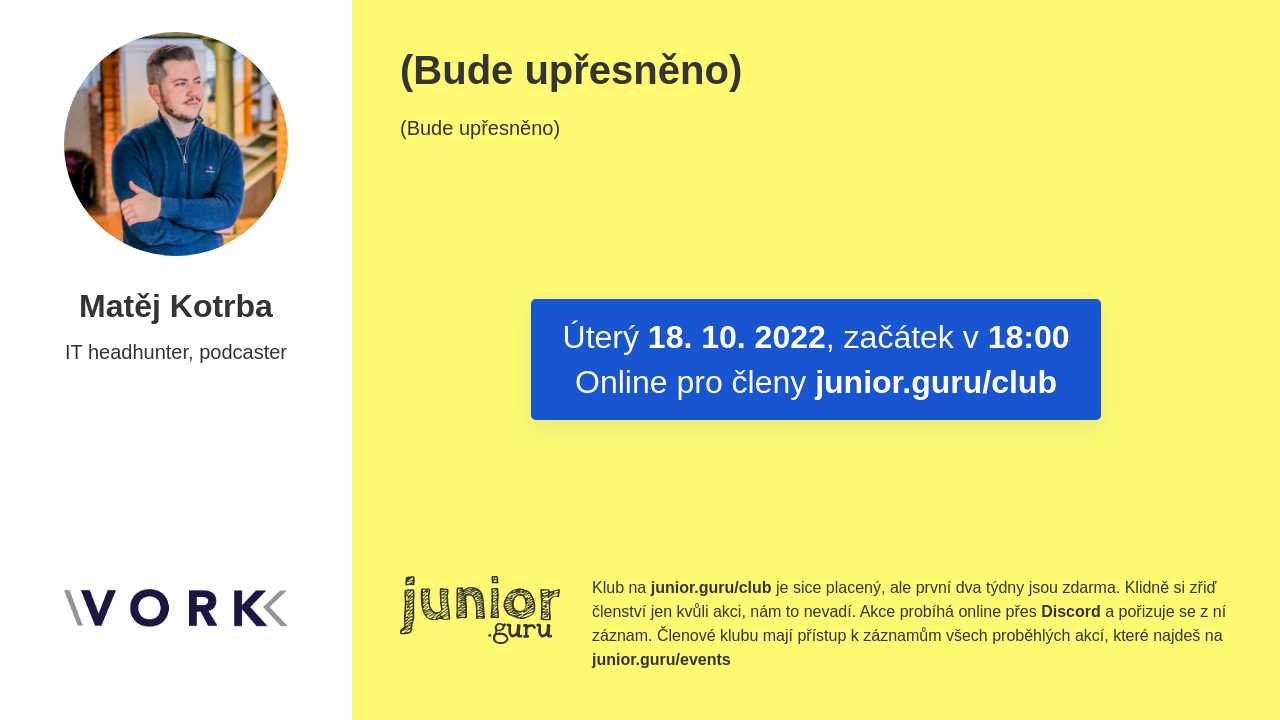 (Bude upřesněno)
(Bude upřesněno)
Matěj Kotrba
IT headhunter, podcaster
Úterý 18. 10. 2022, začátek v 18:00
Online pro členy junior.guru/club
WORK
junior
.guru
Klub na junior.guru/club je sice placený, ale první dva týdny jsou zdarma. Klidně si zřiď
členství jen kvůli akci, nám to nevadí. Akce probíhá online přes Discord a pořizuje se z ní
záznam. Členové klubu mají přístup k záznamům všech proběhlých akcí, které najdeš na
junior.guru/events